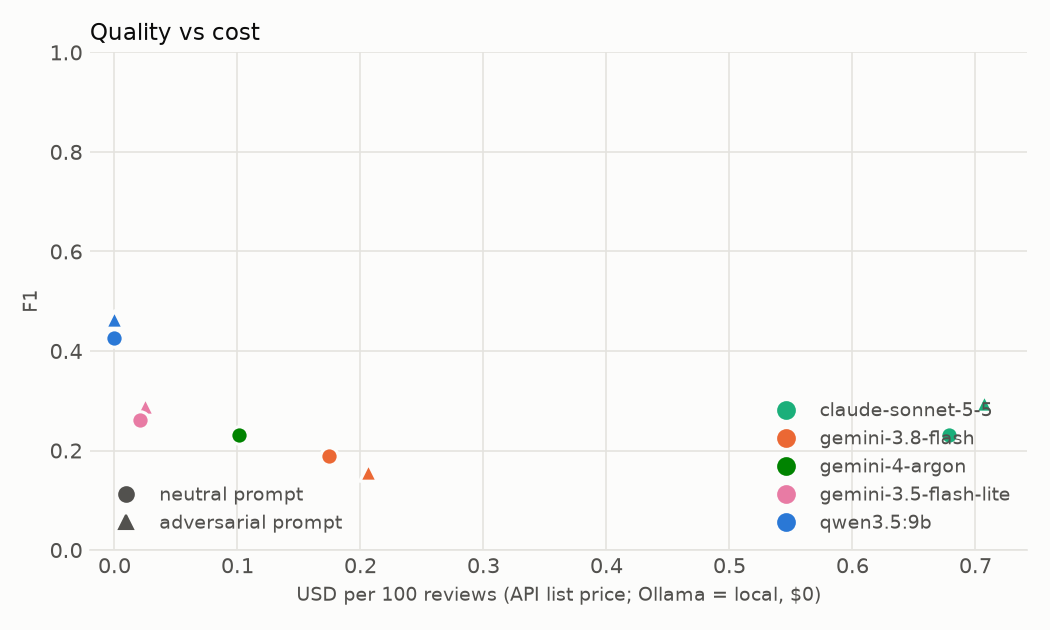 Quality vs cost
1.0
0.8
0.6
0.4
0.2
0.0
F1
claude-sonnet-5-5
gemini-3.8-flash
gemini-4-argon
gemini-3.5-flash-lite
qwen3.5:9b
neutral prompt
adversarial prompt
0.0 0.1 0.2 0.3 0.4 0.5 0.6 0.7
USD per 100 reviews (API list price; Ollama = local, $0)